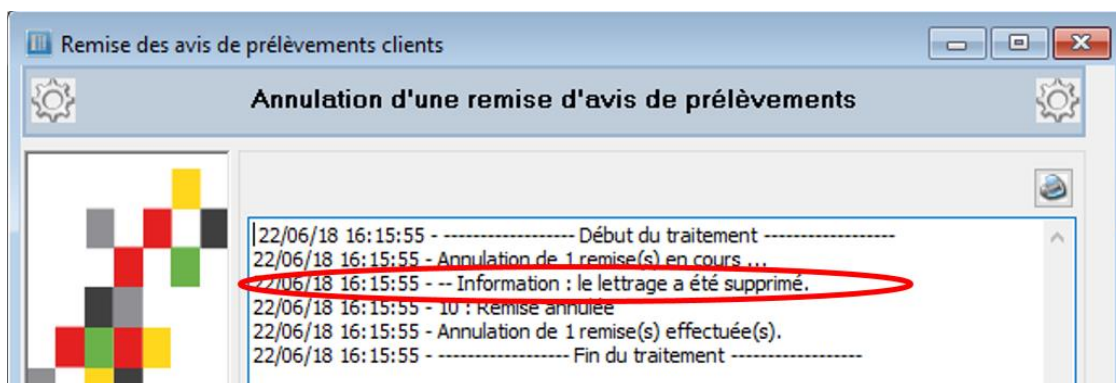 Remise des avis de prélèvements clients
Annulation d'une remise d'avis de prélèvements
22/06/18 16:15:55 - ------------------- Début du traitement -------------------
22/06/18 16:15:55 - Annulation de 1 remise(s) en cours ...
22/06/18 16:15:55 - -- Information : le lettrage a été supprimé.
22/06/18 16:15:55 - 10 : Remise annulée
22/06/18 16:15:55 - Annulation de 1 remise(s) effectuée(s).
22/06/18 16:15:55 - ------------------- Fin du traitement -------------------